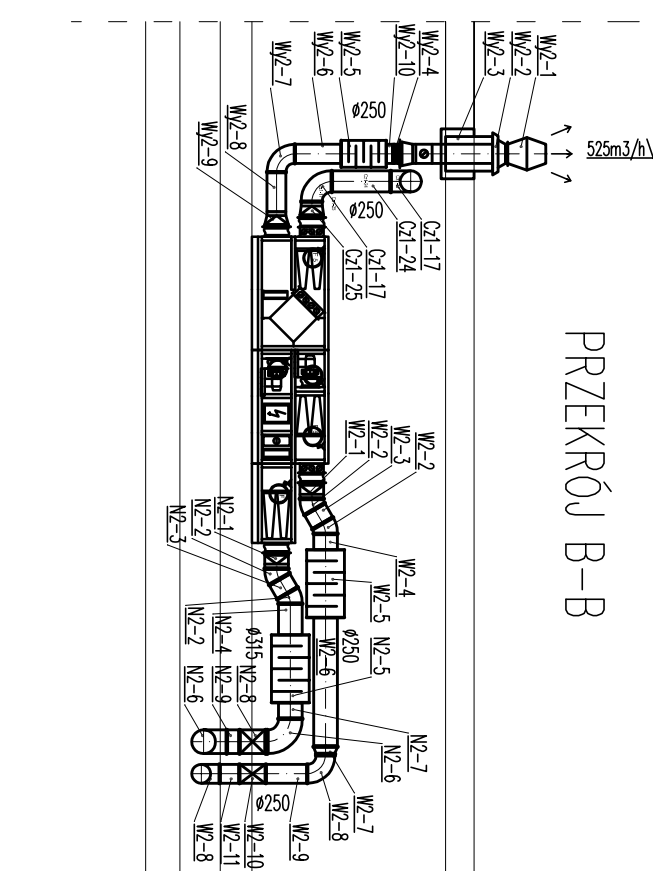 PRZEKRÓJ B-B
525m3/h\
Wy2-1
Wy2-2
Wy2-3
Wy2-4
Wy2-10
Wy2-5
Wy2-6
Wy2-7
Wy2-8
Wy2-9
ø250
ø250
Cz1-17
Cz1-24
Cz1-17
Cz1-25
W2-1
W2-2
W2-3
W2-2
W2-4
W2-5
W2-6
ø250
N2-1
N2-2
N2-3
N2-2
N2-4
ø315
N2-5
N2-8
N2-9
N2-6
N2-7
N2-6
W2-7
W2-8
W2-9
ø250
W2-10
W2-11
W2-8